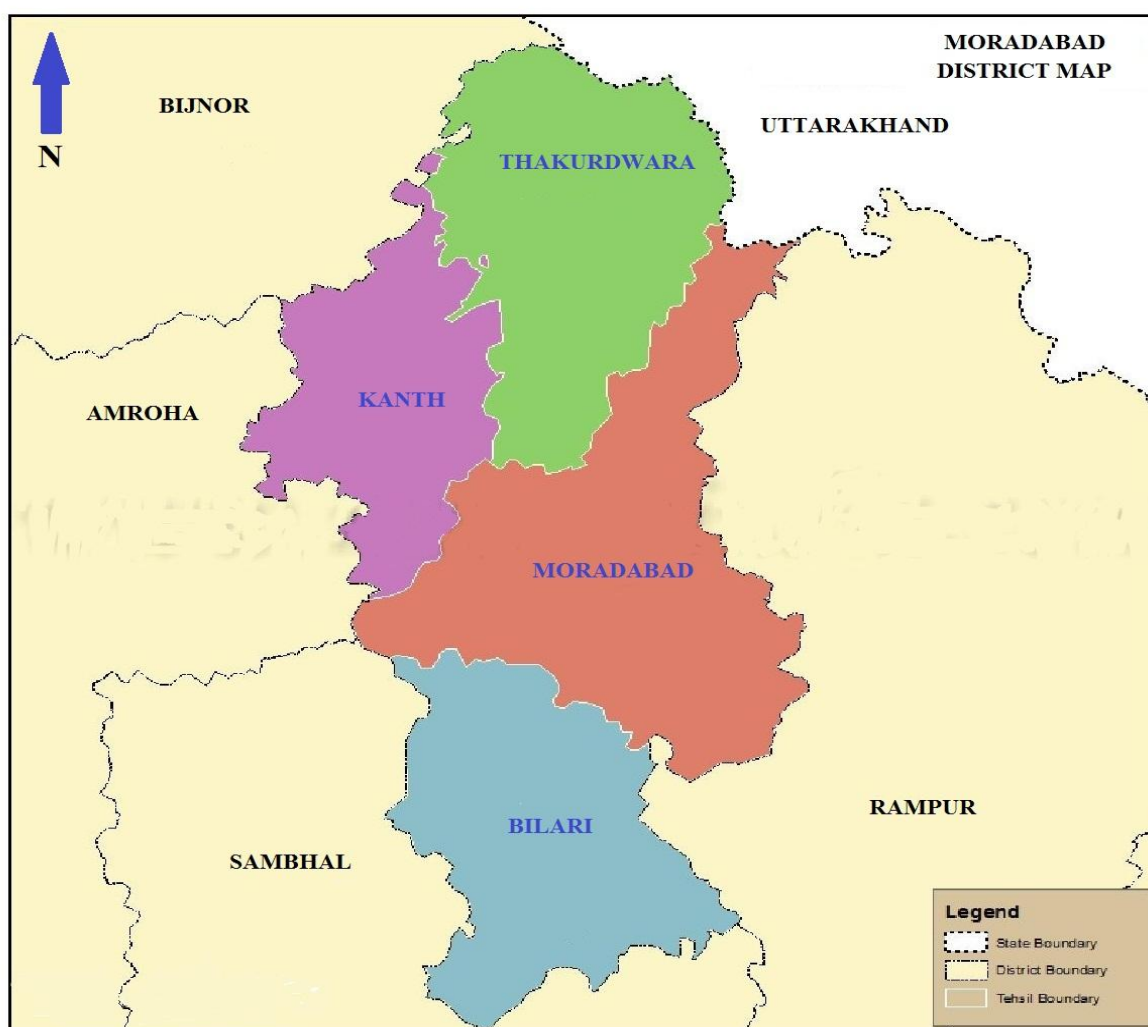 MORADABAD
DISTRICT MAP
BIJNOR
UTTARAKHAND
N
THAKURDWARA
KANTH
AMROHA
MORADABAD
RAMPUR
BILARI
SAMBHAL
Legend
State Boundary
District Boundary
Tehsil Boundary